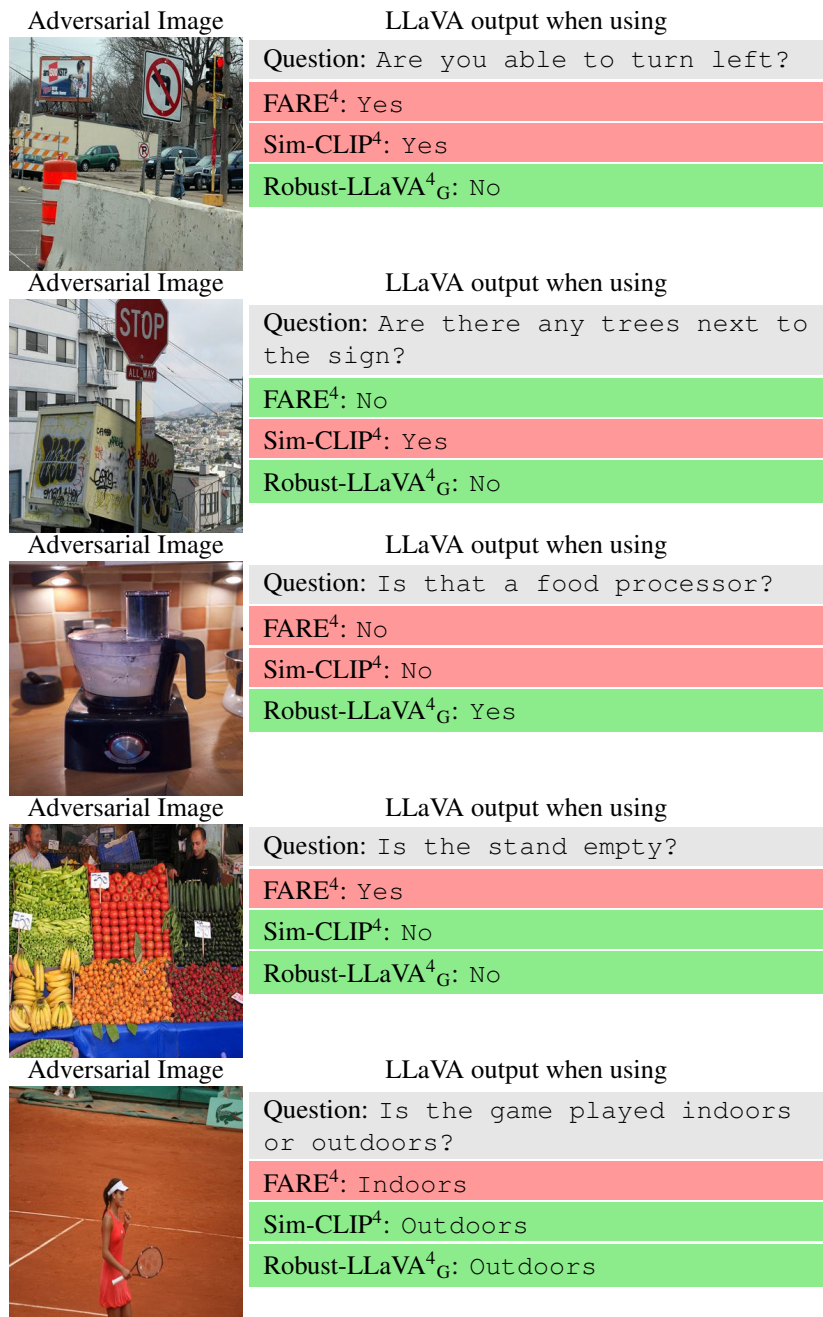 Adversarial Image
LLaVA output when using
Question: Are you able to turn left?
FARE⁴: Yes
Sim-CLIP⁴: Yes
Robust-LLaVA⁴G: No
Adversarial Image
LLaVA output when using
STOP
ALL WAY
Question: Are there any trees next to
the sign?
FARE⁴: No
Sim-CLIP⁴: Yes
Robust-LLaVA⁴G: No
Adversarial Image
LLaVA output when using
Question: Is that a food processor?
FARE⁴: No
Sim-CLIP⁴: No
Robust-LLaVA⁴G: Yes
PHILIPS
Adversarial Image
LLaVA output when using
Question: Is the stand empty?
FARE⁴: Yes
Sim-CLIP⁴: No
Robust-LLaVA⁴G: No
Adversarial Image
LLaVA output when using
Question: Is the game played indoors
or outdoors?
FARE⁴: Indoors
Sim-CLIP⁴: Outdoors
Robust-LLaVA⁴G: Outdoors